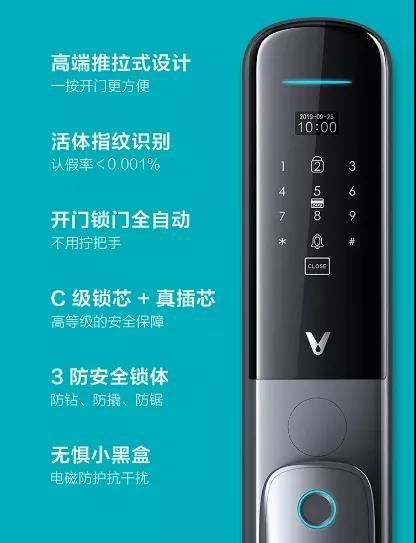 高端推拉式设计
一按开门更方便
活体指纹识别
认假率＜0.001%
开门锁门全自动
不用拧把手
C 级锁芯 + 真插芯
高等级的安全保障
3 防安全锁体
防钻、防撬、防锯
无惧小黑盒
电磁防护抗干扰
2019-09-25
10:00
1 2 3
4 5 6
7 8 9
* #
CLOSE